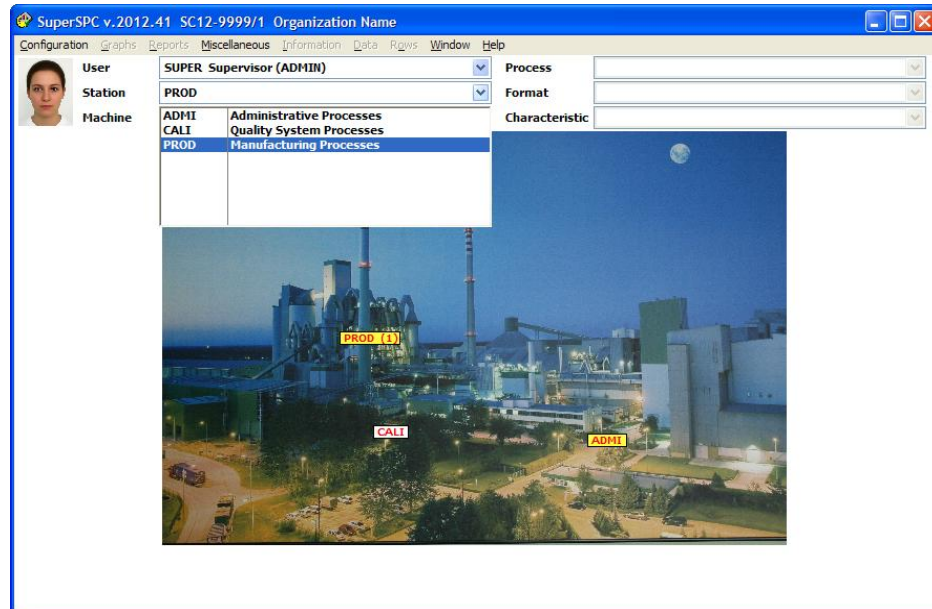 SuperSPC v.2012.41 SC12-9999/1 Organization Name
Configuration Graphs Reports Miscellaneous Information Data Rows Window Help
User SUPER Supervisor (ADMIN) Process
Station PROD Format
Machine Characteristic
ADMI Administrative Processes
CALI Quality System Processes
PROD Manufacturing Processes
PROD (1)
CALI
ADMI